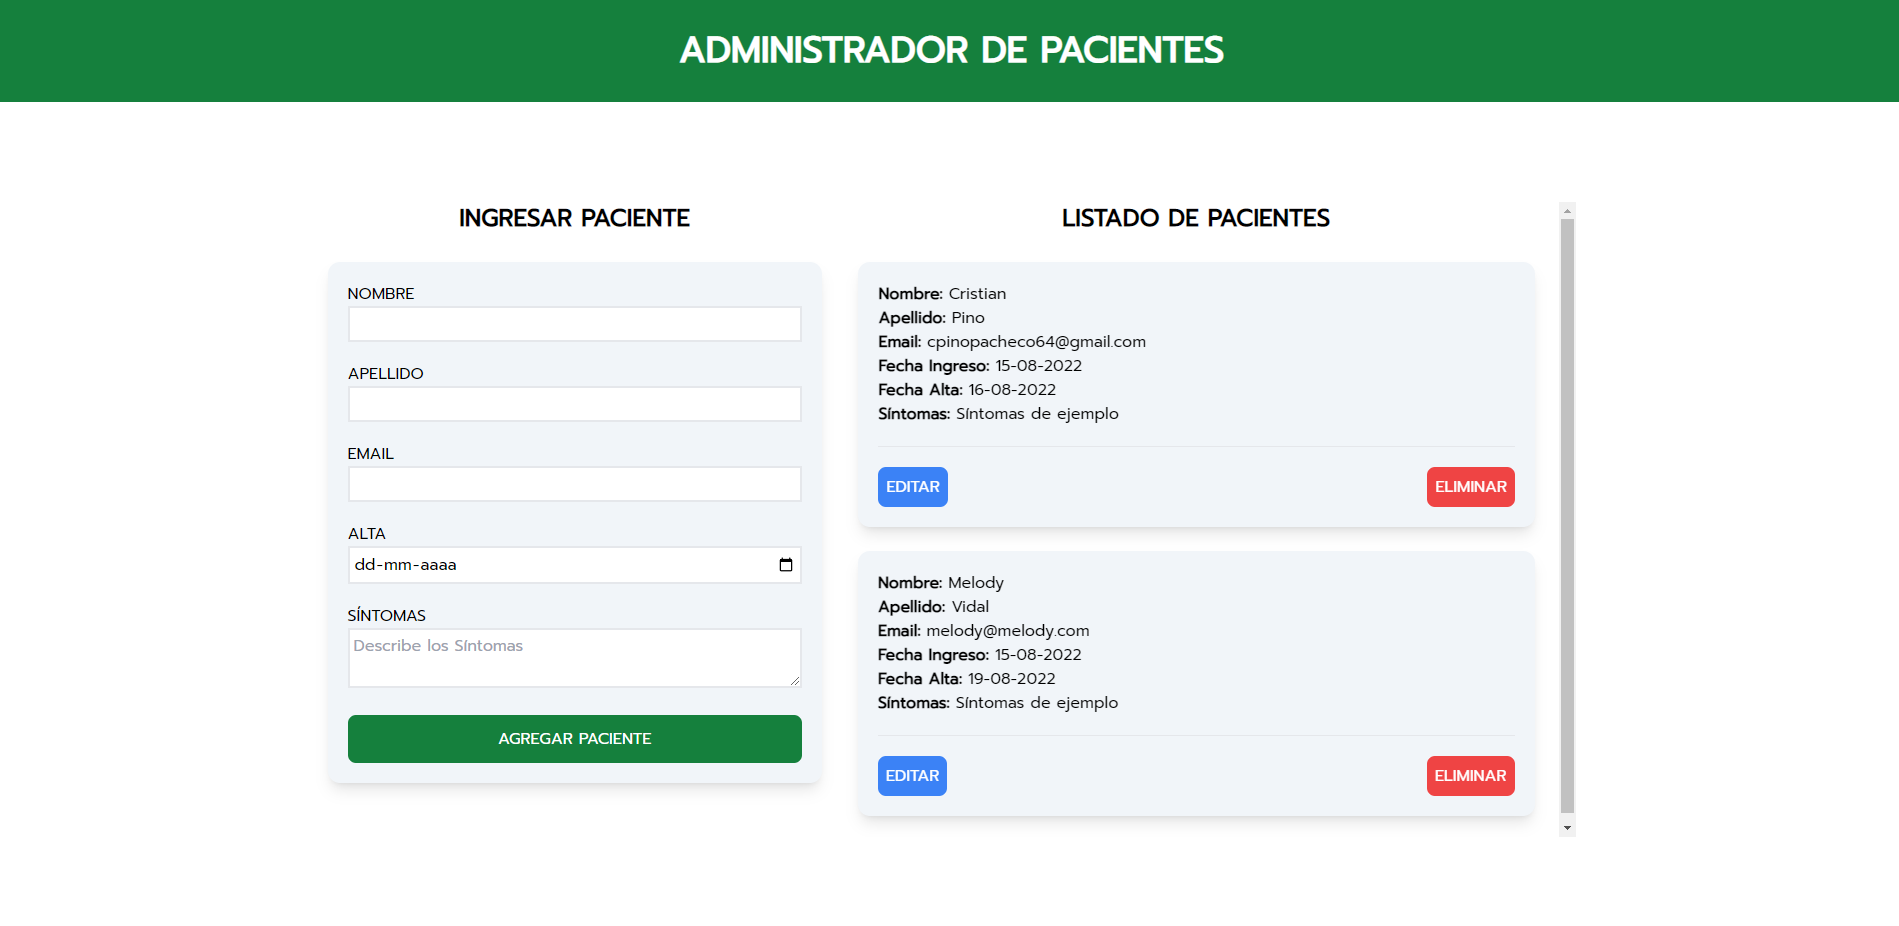 ADMINISTRADOR DE PACIENTES
INGRESAR PACIENTE
NOMBRE
APELLIDO
EMAIL
ALTA
dd-mm-aaaa
SÍNTOMAS
Describe los Síntomas
AGREGAR PACIENTE
LISTADO DE PACIENTES
Nombre: Cristian
Apellido: Pino
Email: cpinopacheco64@gmail.com
Fecha Ingreso: 15-08-2022
Fecha Alta: 16-08-2022
Síntomas: Síntomas de ejemplo
EDITAR ELIMINAR
Nombre: Melody
Apellido: Vidal
Email: melody@melody.com
Fecha Ingreso: 15-08-2022
Fecha Alta: 19-08-2022
Síntomas: Síntomas de ejemplo
EDITAR ELIMINAR